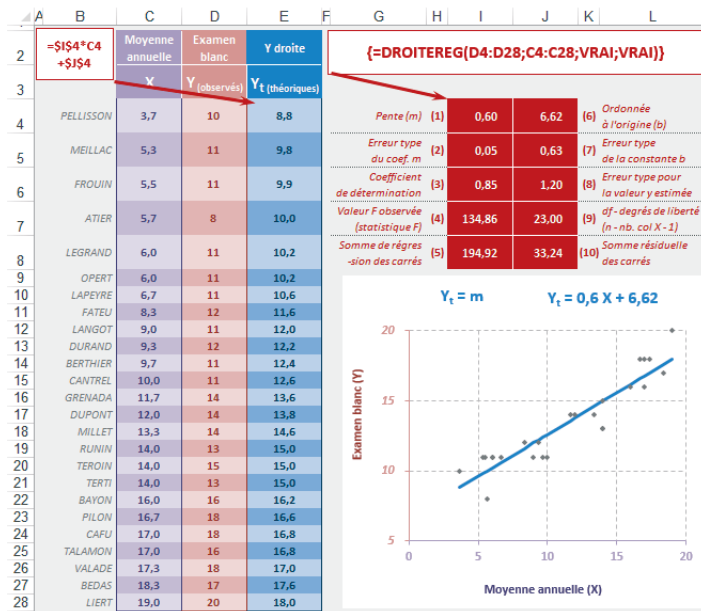 A B C D E F G H I J K L
=$I$4*C4
+$J$4
{=DROITEREG(D4:D28;C4:C28;VRAI;VRAI)}
2 Moyenne annuelle Examen blanc Y droite
3 X Y (observés) Yt (théoriques)
4 PELLISSON 3,7 10 8,8
5 MEILLAC 5,3 11 9,8
6 FROUIN 5,5 11 9,9
7 ATIER 5,7 8 10,0
8 LEGRAND 6,0 11 10,2
9 OPERT 6,0 11 10,2
10 LAPEYRE 6,7 11 10,6
11 FATEU 8,3 12 11,6
12 LANGOT 9,0 11 12,0
13 DURAND 9,3 12 12,2
14 BERTHIER 9,7 11 12,4
15 CANTREL 10,0 11 12,6
16 GRENADA 11,7 14 13,6
17 DUPONT 12,0 14 13,8
18 MILLET 13,3 14 14,6
19 RUNIN 14,0 13 15,0
20 TEROIN 14,0 15 15,0
21 TERTI 14,0 13 15,0
22 BAYON 16,0 16 16,2
23 PILON 16,7 18 16,6
24 CAFU 17,0 18 16,8
25 TALAMON 17,0 16 16,8
26 VALADE 17,3 18 17,0
27 BEDAS 18,3 17 17,6
28 LIERT 19,0 20 18,0
Pente (m) (1) 0,60 6,62 (6) Ordonnée à l'origine (b)
Erreur type du coef. m (2) 0,05 0,63 (7) Erreur type de la constante b
Coefficient de détermination (3) 0,85 1,20 (8) Erreur type pour la valeur y estimée
Valeur F observée (statistique F) (4) 134,86 23,00 (9) df - degrés de liberté (n - nb. col X - 1)
Somme de régres -sion des carrés (5) 194,92 33,24 (10) Somme résiduelle des carrés
Yt = m Yt = 0,6 X + 6,62
Examen blanc (Y)
20
15
10
5
0 5 10 15 20
Moyenne annuelle (X)